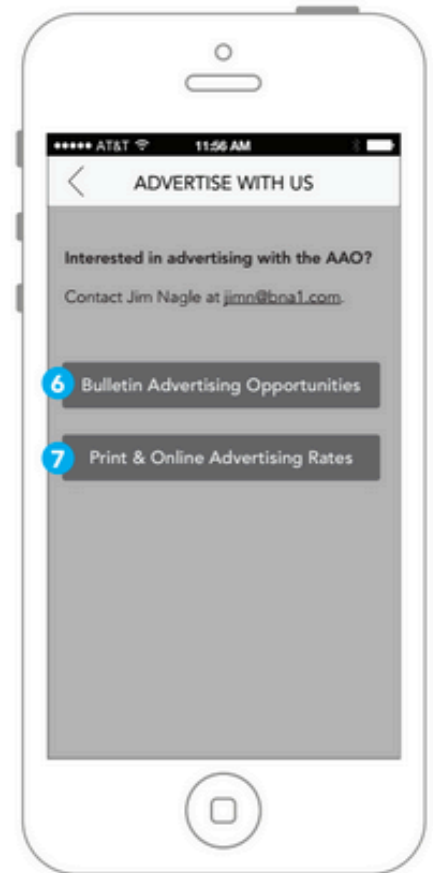 AT&T 11:56 AM
ADVERTISE WITH US
Interested in advertising with the AAO?
Contact Jim Nagle at jimn@bna1.com.
6 Bulletin Advertising Opportunities
7 Print & Online Advertising Rates